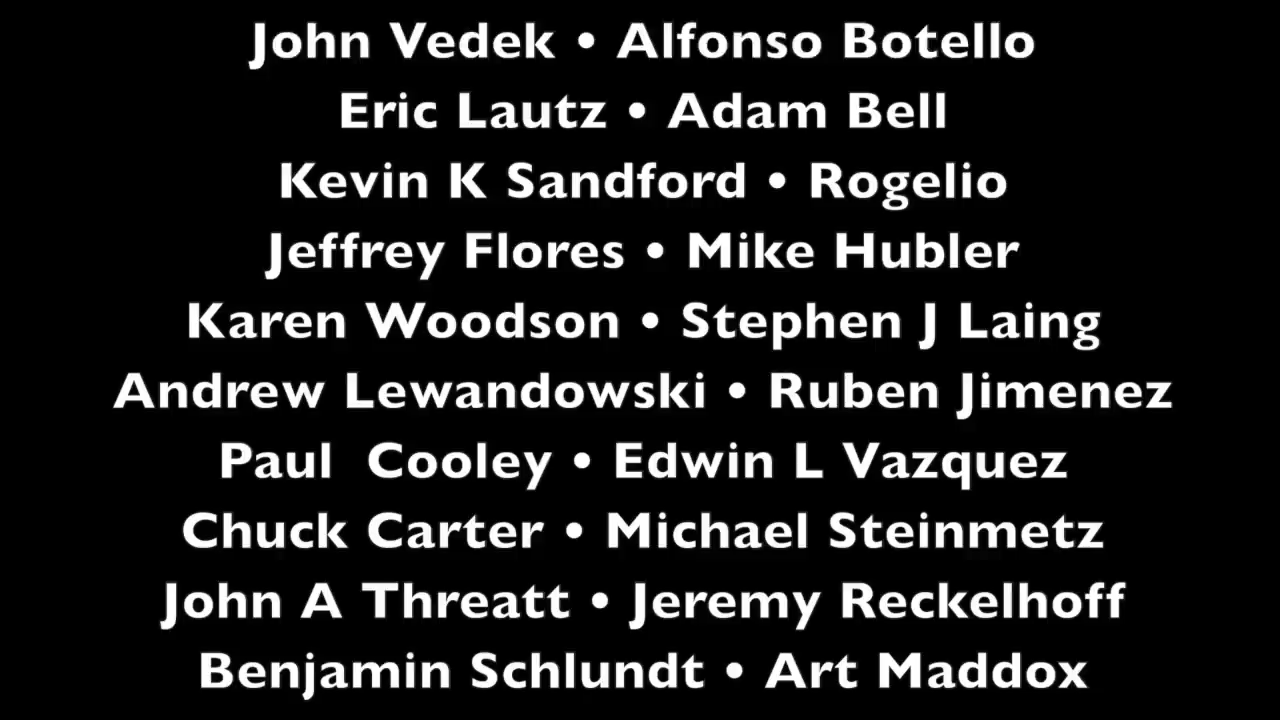 John Vedek • Alfonso Botello
Eric Lautz • Adam Bell
Kevin K Sandford • Rogelio
Jeffrey Flores • Mike Hubler
Karen Woodson • Stephen J Laing
Andrew Lewandowski • Ruben Jimenez
Paul  Cooley • Edwin L Vazquez
Chuck Carter • Michael Steinmetz
John A Threatt • Jeremy Reckelhoff
Benjamin Schlundt • Art Maddox